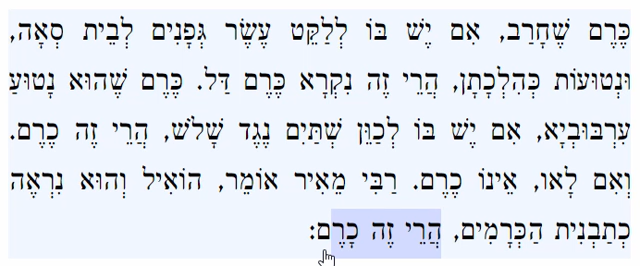 כֶּרֶם שֶׁחָרַב, אִם יֶשׁ בּוֹ לְלַקֵּט עֶשֶׂר גְּפָנִים לְבֵית סְאָה,
וּנְטוּעוֹת כְּהִלְכָתָן, הֲרֵי זֶה נִקְרָא כֶּרֶם דַּל. כֶּרֶם שֶׁהוּא נָטוּעַ
עִרְבּוּבְיָא, אִם יֶשׁ בּוֹ לְכַוֵּן שְׁתַּיִם נֶגֶד שָׁלֹשׁ, הֲרֵי זֶה כֶרֶם.
וְאִם לָאו, אֵינוֹ כֶרֶם. רַבִּי מֵאִיר אוֹמֵר, הוֹאִיל וְהוּא נִרְאֶה
כְתַבְנִית הַכְּרָמִים, הֲרֵי זֶה כָרֶם: